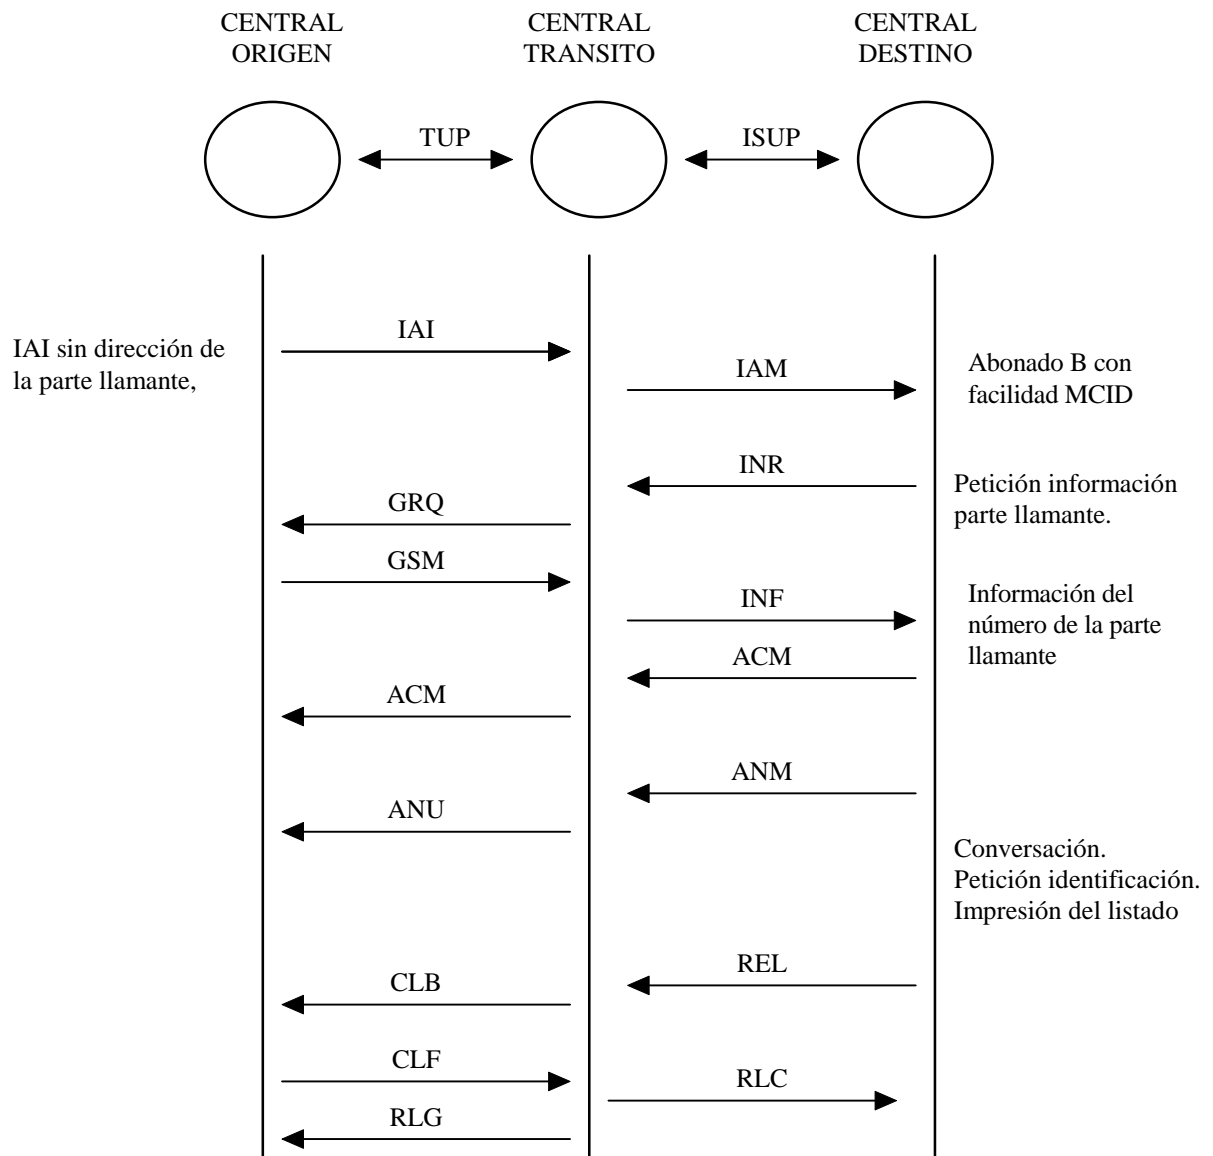 CENTRAL
ORIGEN
CENTRAL
TRANSITO
CENTRAL
DESTINO
TUP
ISUP
IAI
IAI sin dirección de
la parte llamante,
IAM
Abonado B con
facilidad MCID
INR
Petición información
parte llamante.
GRQ
GSM
INF
Información del
número de la parte
llamante
ACM
ACM
ANM
ANU
Conversación.
Petición identificación.
Impresión del listado
REL
CLB
CLF
RLC
RLG